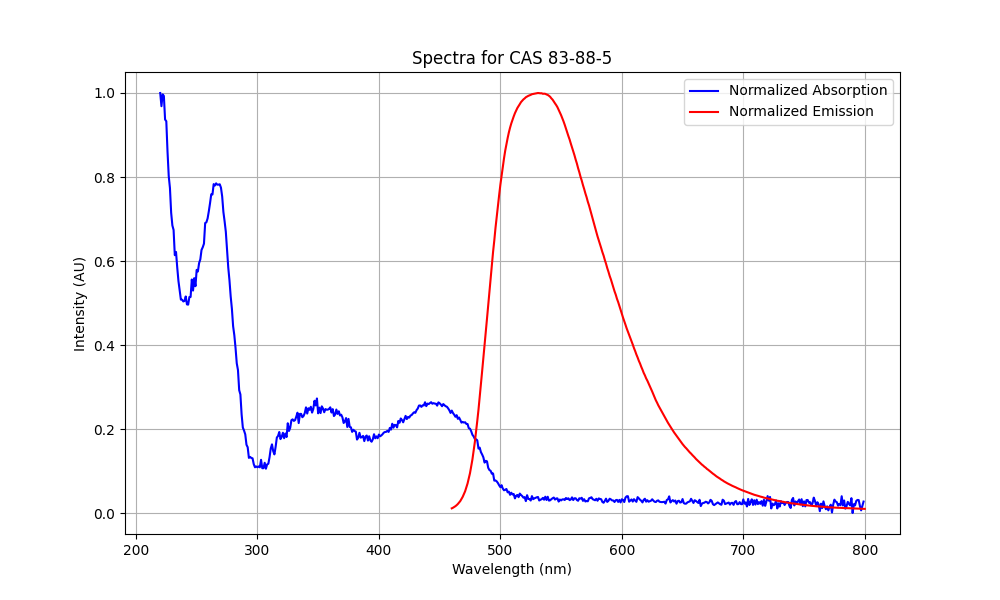 Spectra for CAS 83-88-5
Normalized Absorption
Normalized Emission
Intensity (AU)
1.0
0.8
0.6
0.4
0.2
0.0
200 300 400 500 600 700 800
Wavelength (nm)